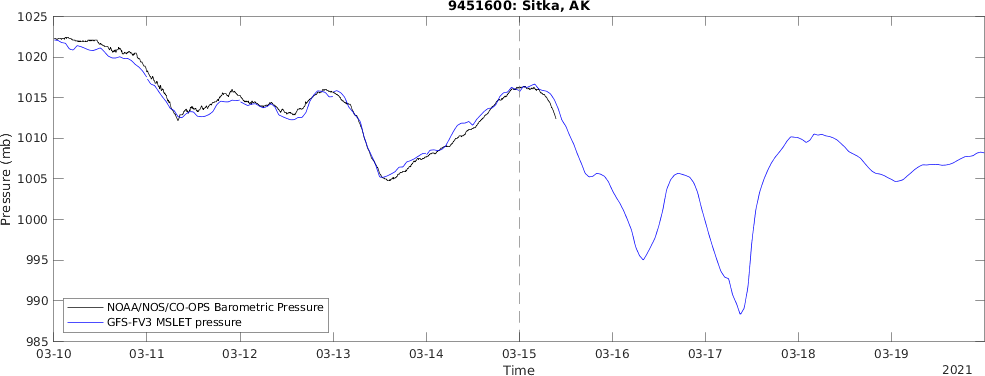 9451600: Sitka, AK
1025
1020
1015
1010
1005
1000
995
990
985
Pressure (mb)
NOAA/NOS/CO-OPS Barometric Pressure
GFS-FV3 MSLET pressure
03-10 03-11 03-12 03-13 03-14 03-15 03-16 03-17 03-18 03-19
Time
2021